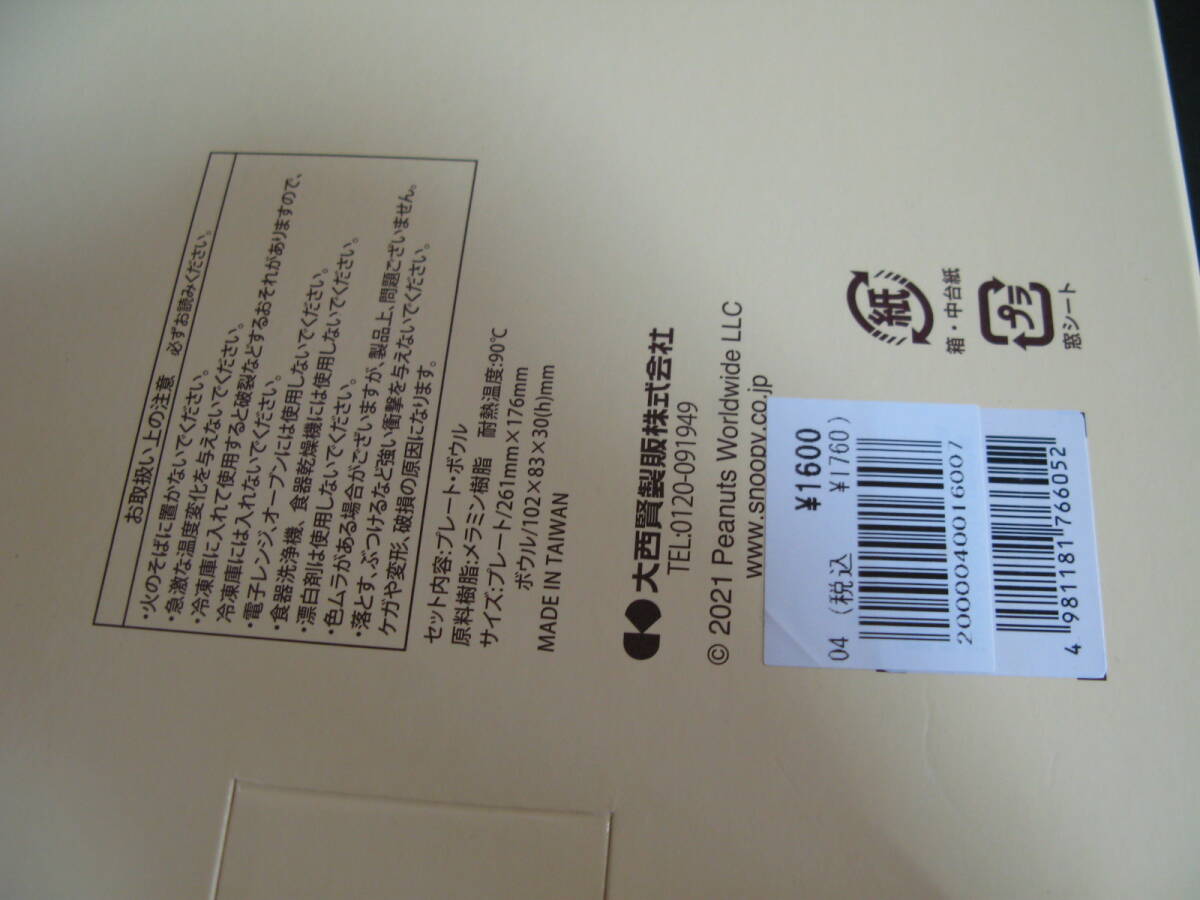 お取扱い上の注意 必ずお読みください。
・火のそばに置かないでください。
・急激な温度変化を与えないでください。
・冷凍庫に入れて使用すると破裂などするおそれがありますので、
冷凍庫には入れないでください。
・電子レンジ、オーブンには使用しないでください。
・食器洗浄機、食器乾燥機には使用しないでください。
・漂白剤は使用しないでください。
・色ムラがある場合がございますが、製品上、問題ございません。
・落とす、ぶつけるなど強い衝撃を与えないでください。
ケガや変形、破損の原因になります。
セット内容:プレート・ボウル
原料樹脂:メラミン樹脂 耐熱温度:90℃
サイズ:プレート/261mm×176mm
ボウル/102×83×30(h)mm
MADE IN TAIWAN
大西賢製販株式会社
TEL:0120-091949
© 2021 Peanuts Worldwide LLC
www.snoopy.co.jp
紙
箱・中台紙
プラ
窓シート
¥1600
04 (税込 ¥1760)
2000040016007
4 981181 766052